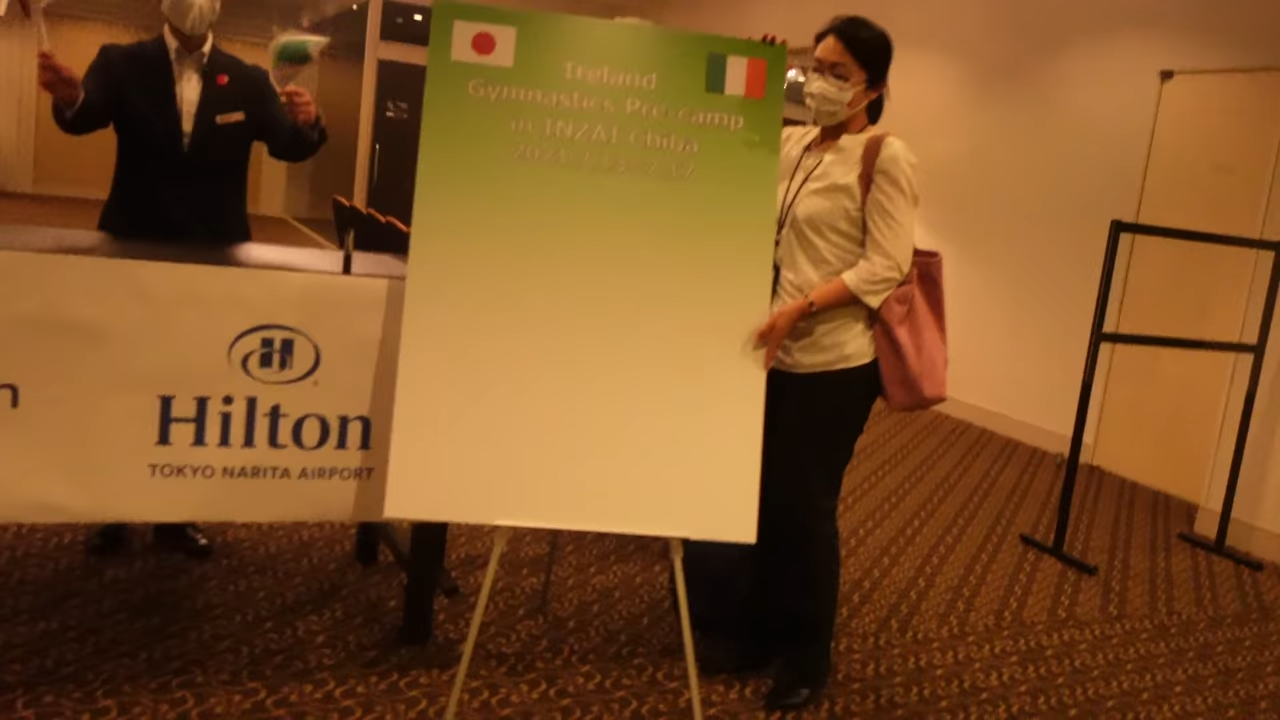 Ireland
Gymnastics Pre-camp
in INZAI Chiba
n
Hilton
TOKYO NARITA AIRPORT